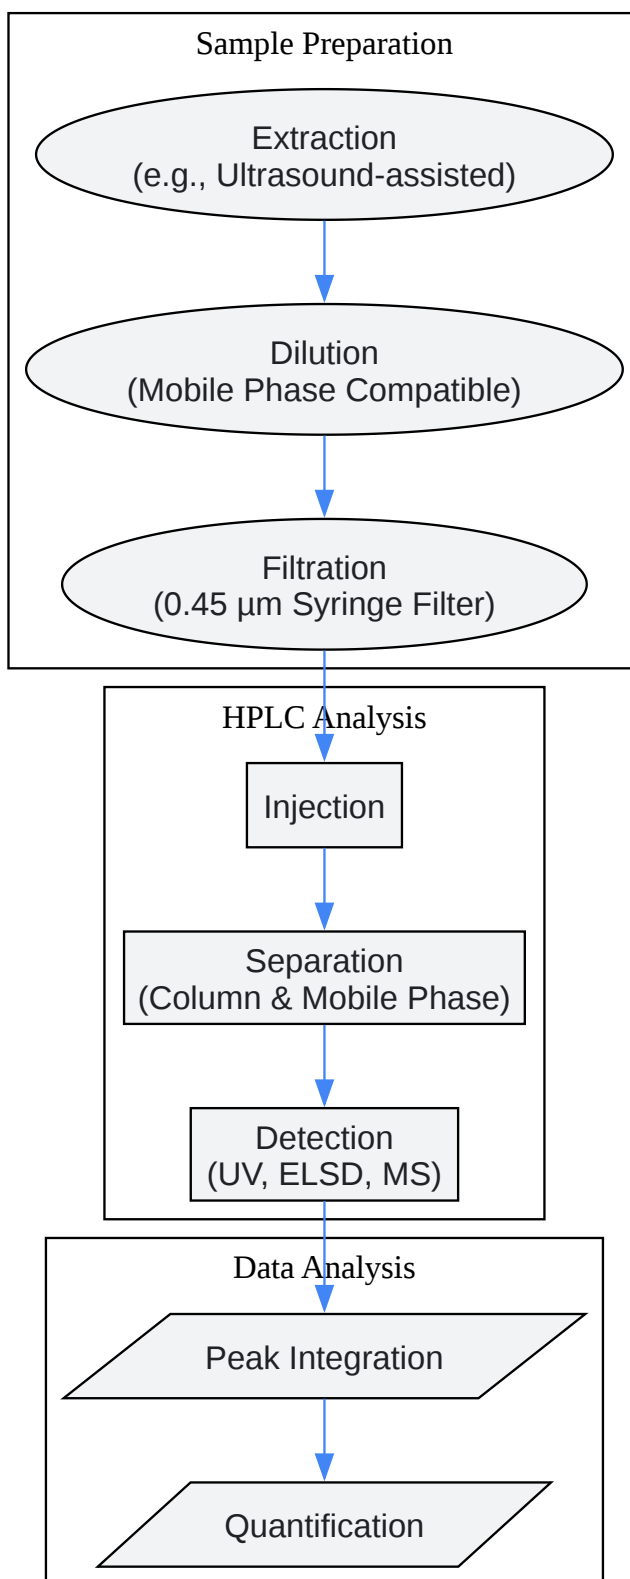 Sample Preparation
Extraction
(e.g., Ultrasound-assisted)
Dilution
(Mobile Phase Compatible)
Filtration
(0.45 µm Syringe Filter)
HPLC Analysis
Injection
Separation
(Column & Mobile Phase)
Detection
(UV, ELSD, MS)
Data Analysis
Peak Integration
Quantification